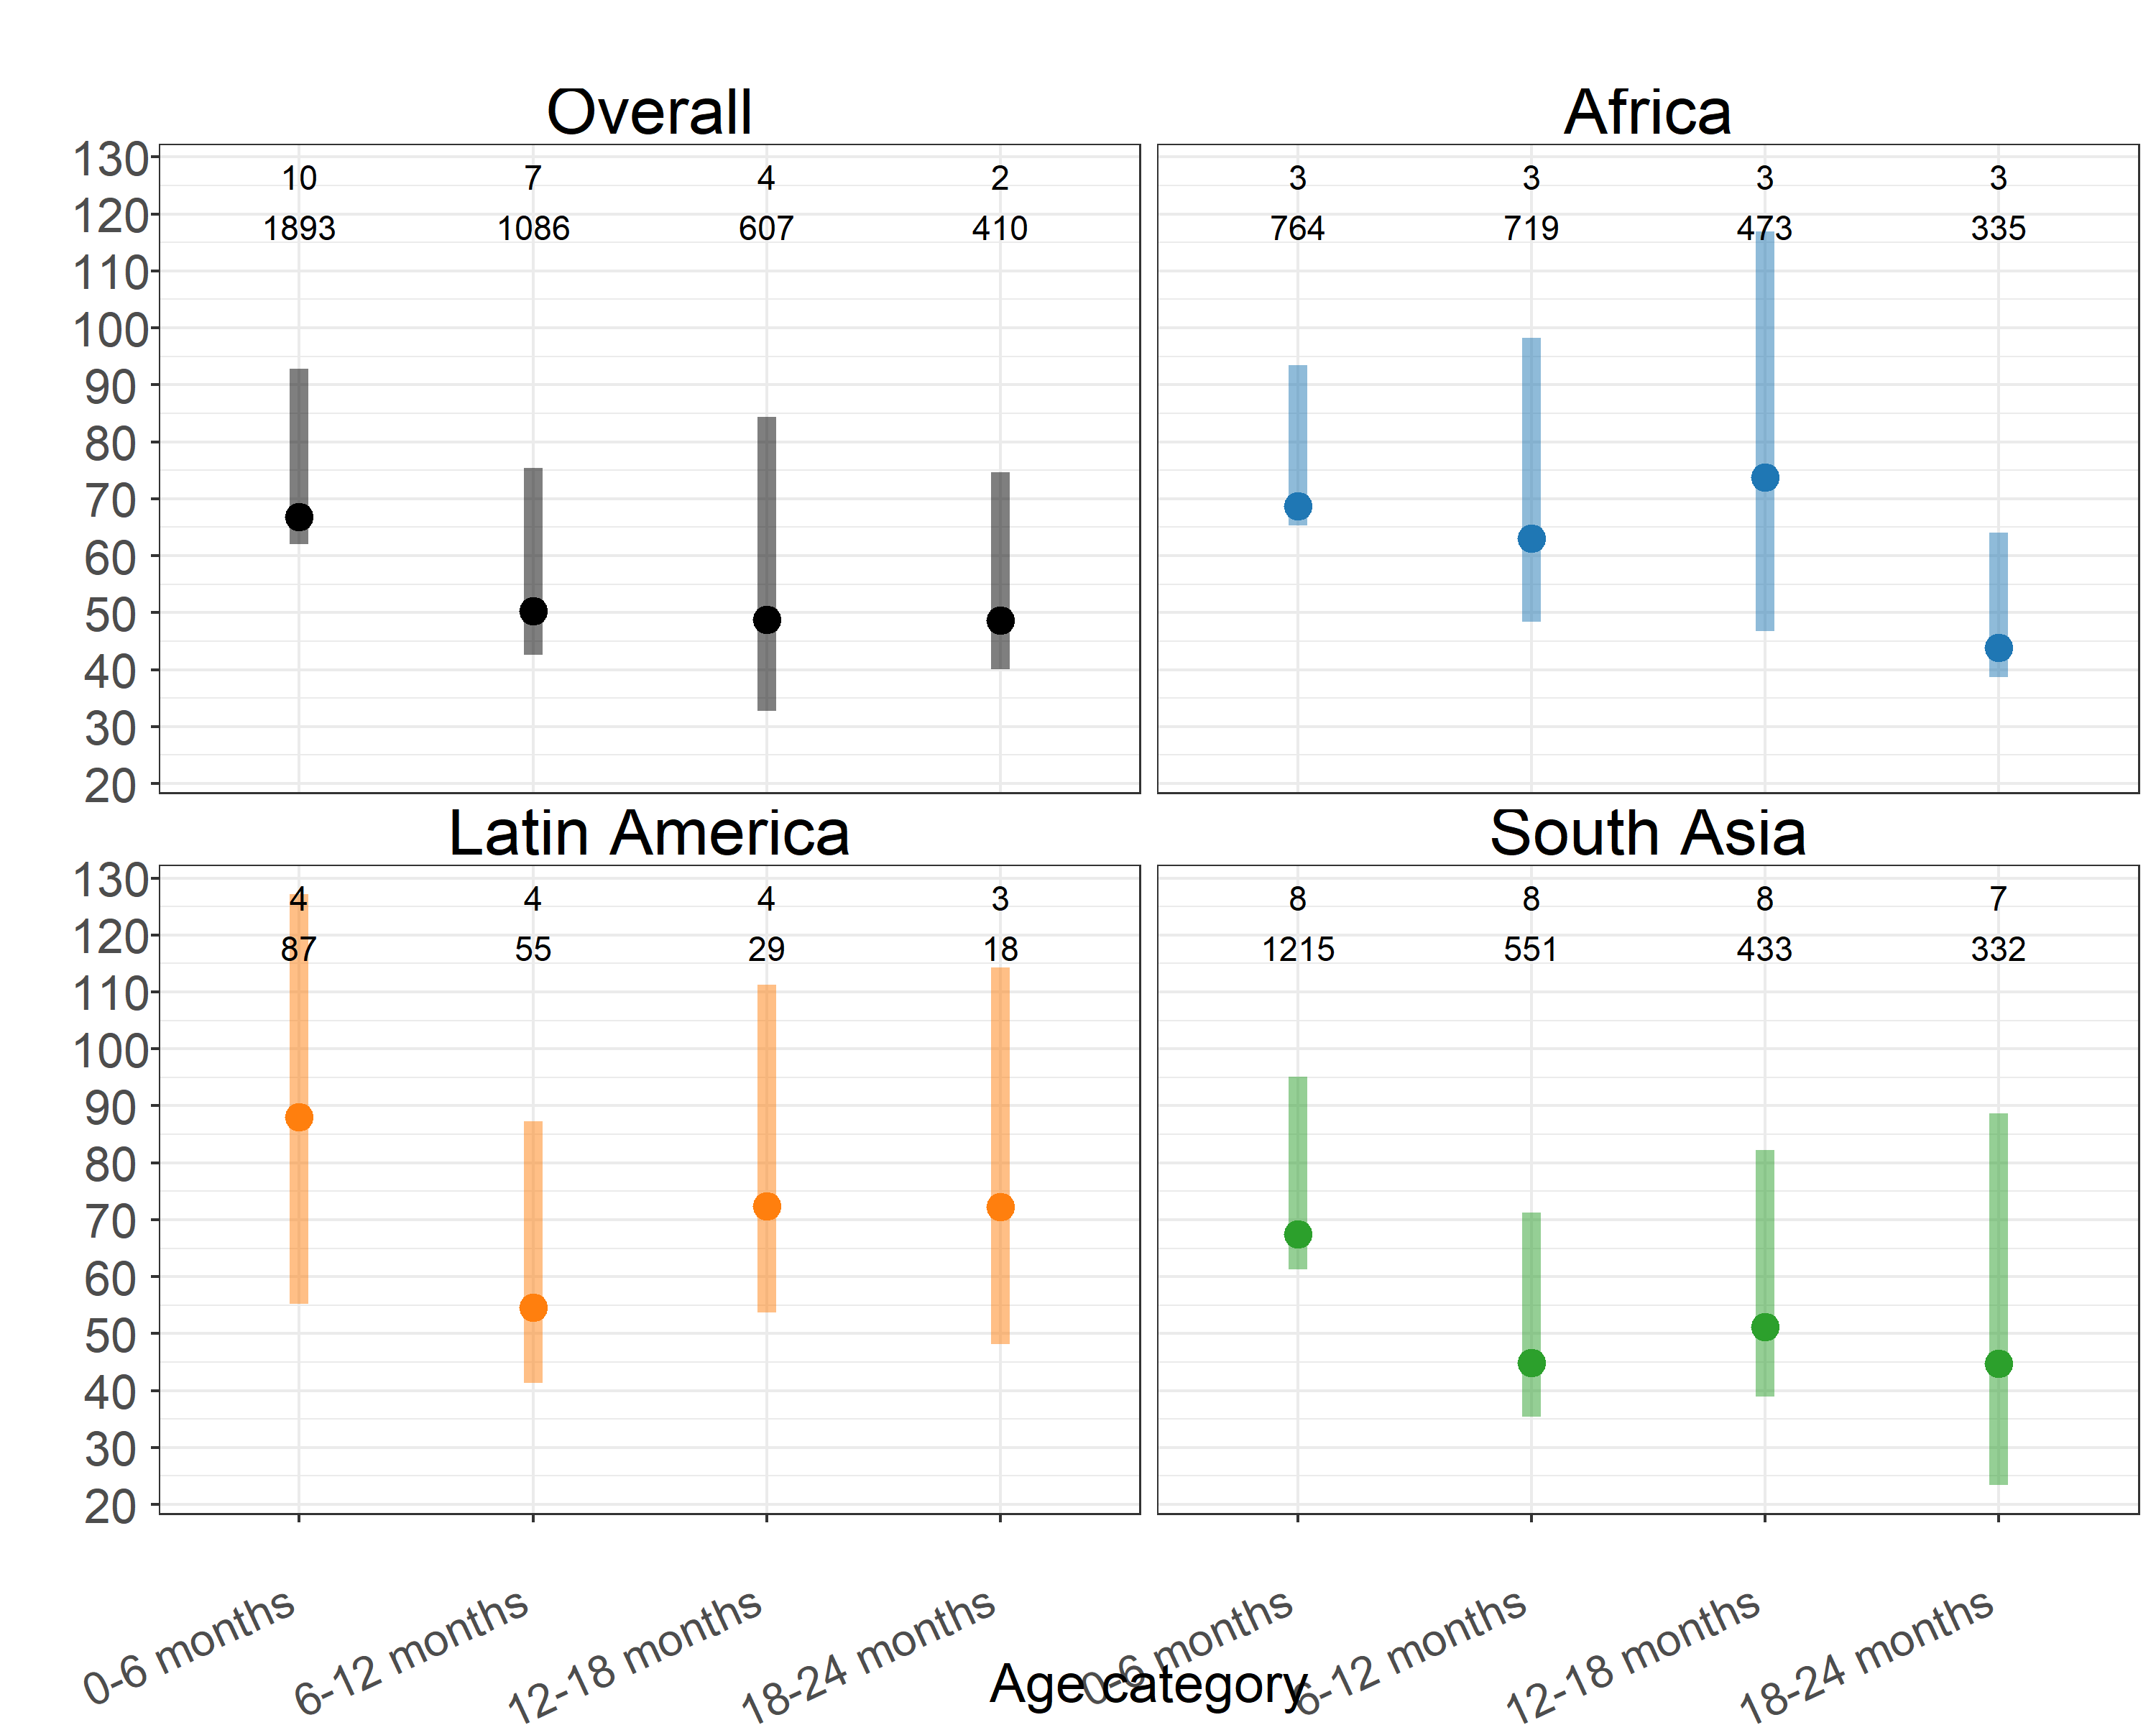 Overall
Africa
130
120
110
100
90
80
70
60
50
40
30
20
10 7 4 2
1893 1086 607 410
3 3 3 3
764 719 473 335
Latin America
South Asia
130
120
110
100
90
80
70
60
50
40
30
20
4 4 4 3
87 55 29 18
8 8 8 7
1215 551 433 332
0-6 months 6-12 months 12-18 months 18-24 months
0-6 months 6-12 months 12-18 months 18-24 months
Age category